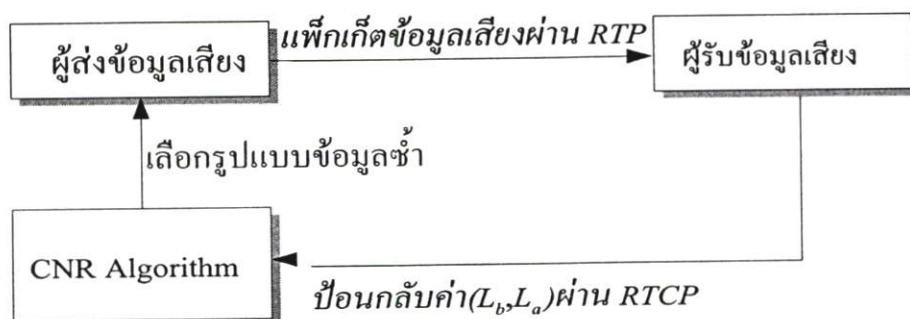 แพ็กเก็ตข้อมูลเสียงผ่าน RTP
ผู้ส่งข้อมูลเสียง
ผู้รับข้อมูลเสียง
เลือกรูปแบบข้อมูลซ้ำ
CNR Algorithm
ป้อนกลับค่า(L_b,L_a)ผ่าน RTCP